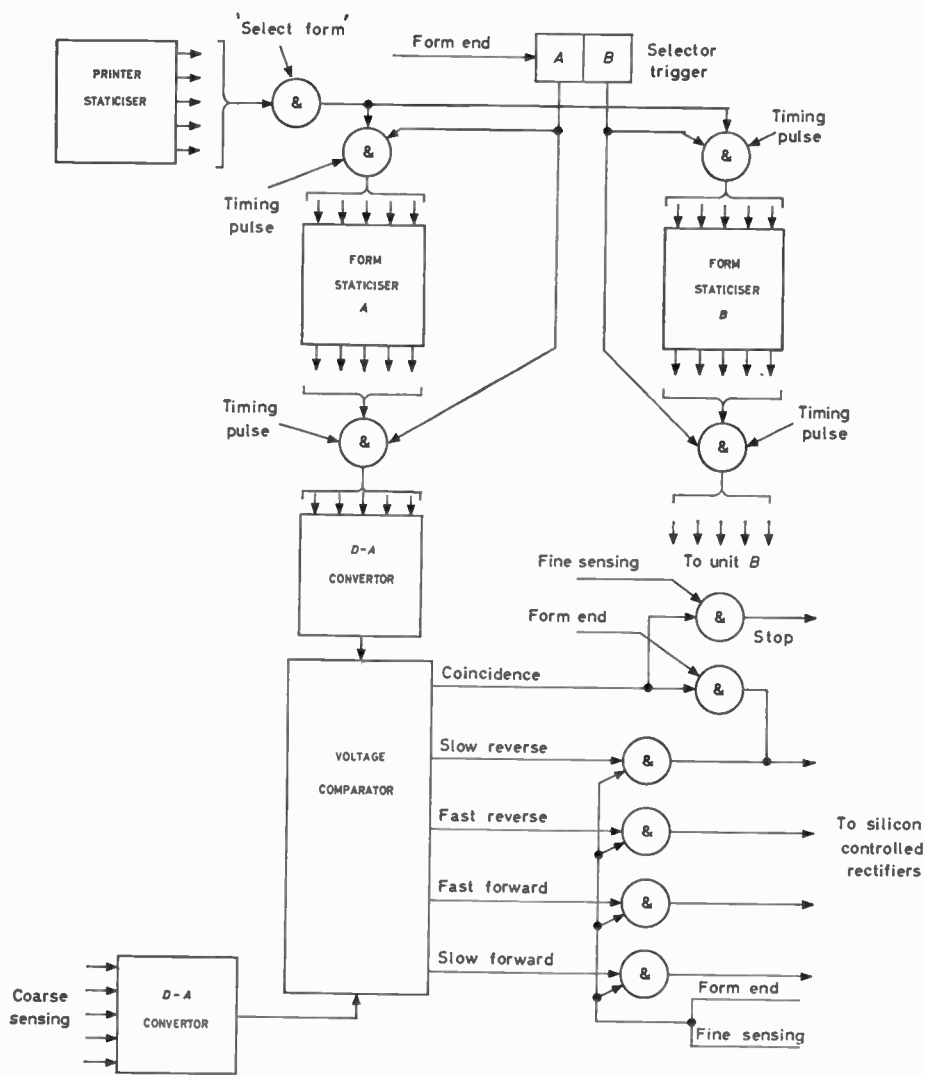 'Select form'
PRINTER
STATICISER
&
Form end
A
B
Selector
trigger
&
Timing
pulse
&
Timing
pulse
FORM
STATICISER
A
FORM
STATICISER
B
Timing
pulse
&
&
Timing
pulse
D-A
CONVERTOR
To unit B
Fine sensing
&
Stop
Form end
&
Coincidence
VOLTAGE
COMPARATOR
Slow reverse
&
Fast reverse
&
Fast forward
&
Slow forward
&
To silicon
controlled
rectifiers
Form end
Fine sensing
Coarse
sensing
D-A
CONVERTOR